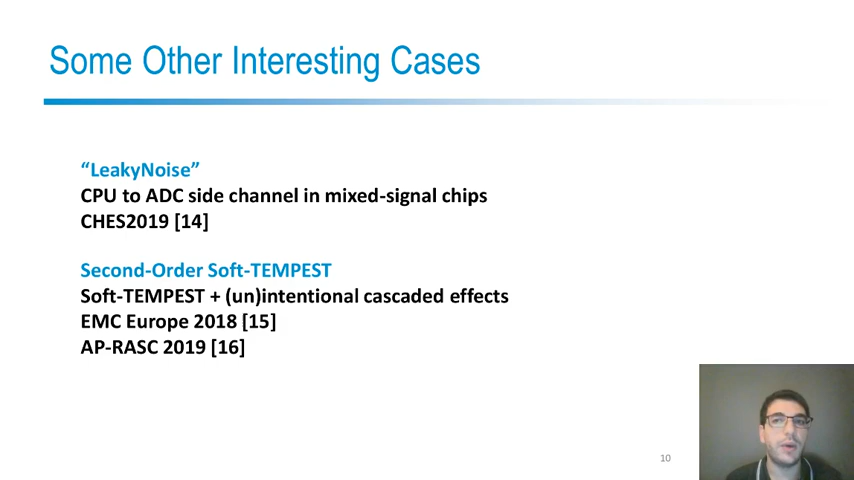 Some Other Interesting Cases
“LeakyNoise”
CPU to ADC side channel in mixed-signal chips
CHES2019 [14]
Second-Order Soft-TEMPEST
Soft-TEMPEST + (un)intentional cascaded effects
EMC Europe 2018 [15]
AP-RASC 2019 [16]
10